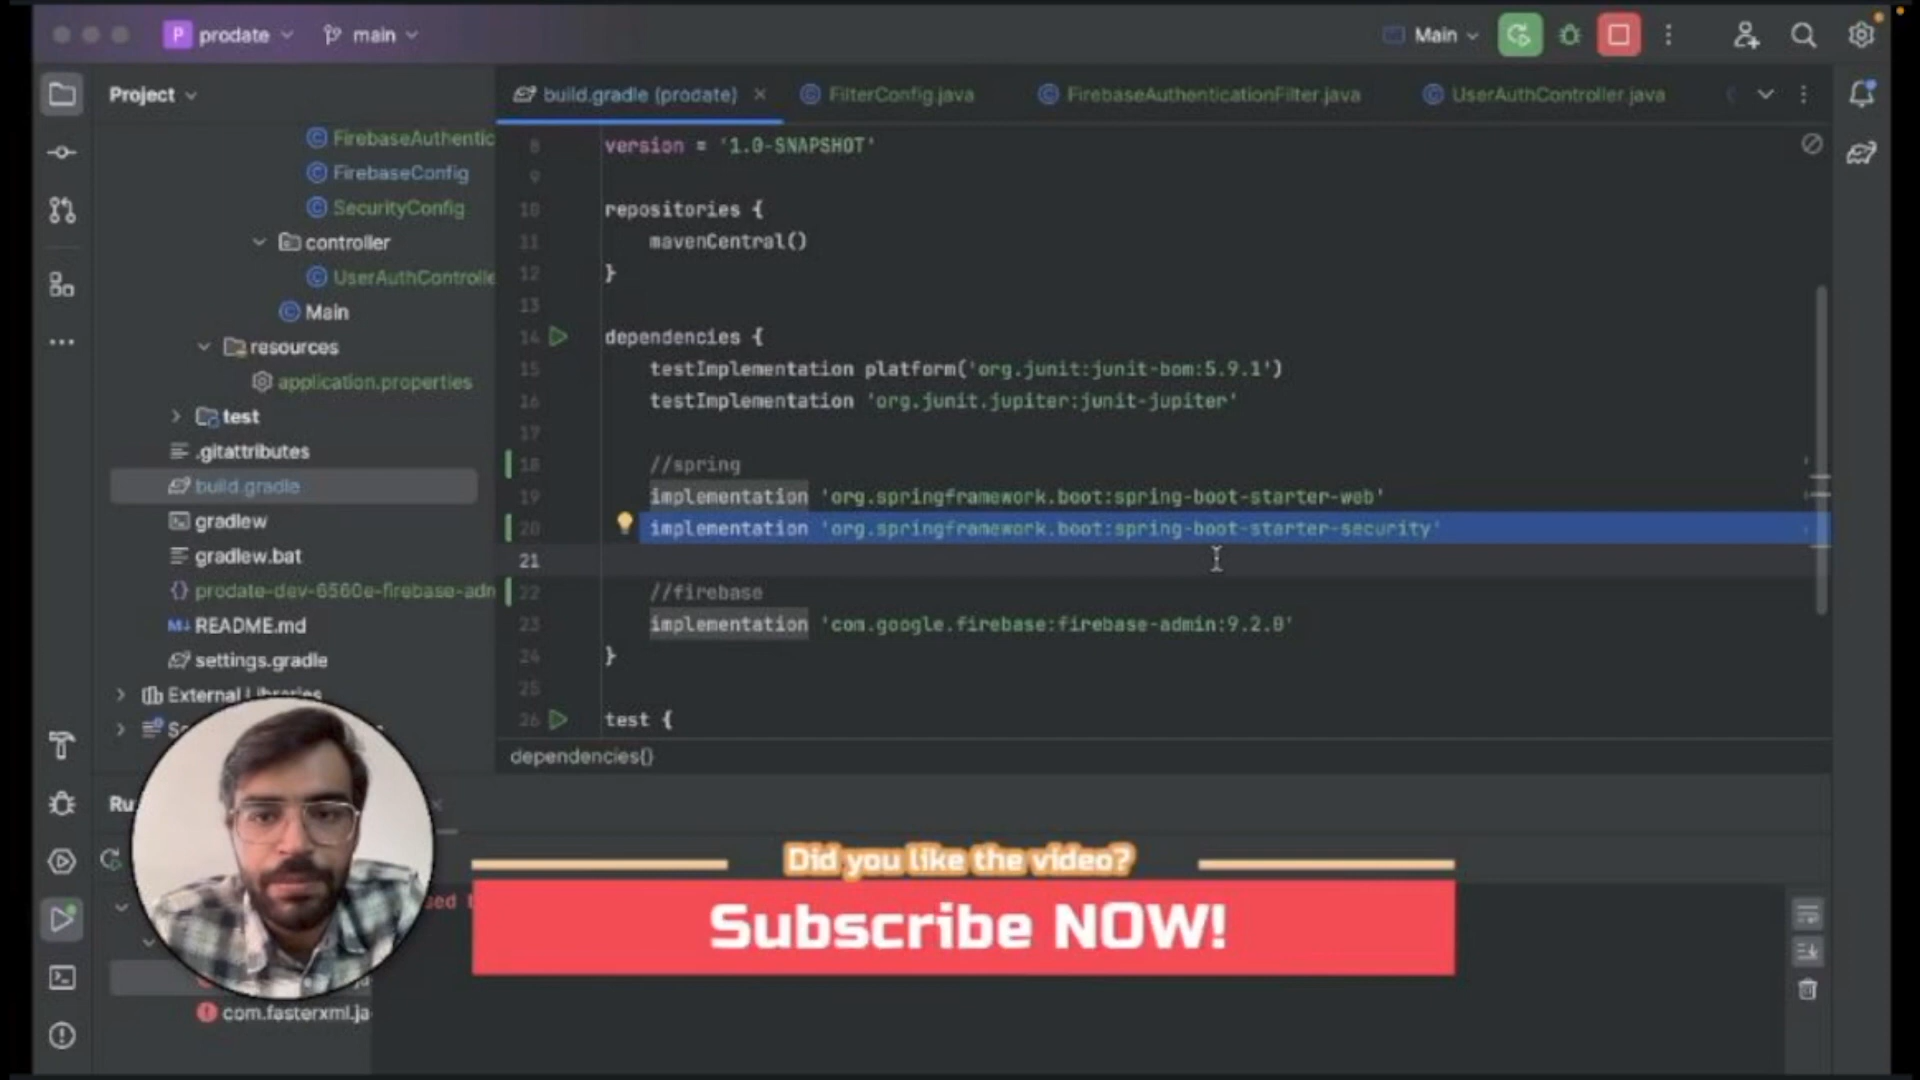 P prodate main Main
Project
build.gradle (prodate) FilterConfig.java FirebaseAuthenticationFilter.java UserAuthController.java
FirebaseAuthentic
FirebaseConfig
SecurityConfig
controller
UserAuthControlle
Main
resources
application.properties
test
.gitattributes
build.gradle
gradlew
gradlew.bat
{} prodate-dev-6560e-firebase-adm
M↓ README.md
settings.gradle
External Libraries
8 version = '1.0-SNAPSHOT'
9
10 repositories {
11 mavenCentral()
12 }
13
14 dependencies {
15 testImplementation platform('org.junit:junit-bom:5.9.1')
16 testImplementation 'org.junit.jupiter:junit-jupiter'
17
18 //spring
19 implementation 'org.springframework.boot:spring-boot-starter-web'
20 implementation 'org.springframework.boot:spring-boot-starter-security'
21
22 //firebase
23 implementation 'com.google.firebase:firebase-admin:9.2.0'
24 }
25
26 test {
dependencies{}
Ru
Did you like the video?
Subscribe NOW!
com.fasterxml.ja